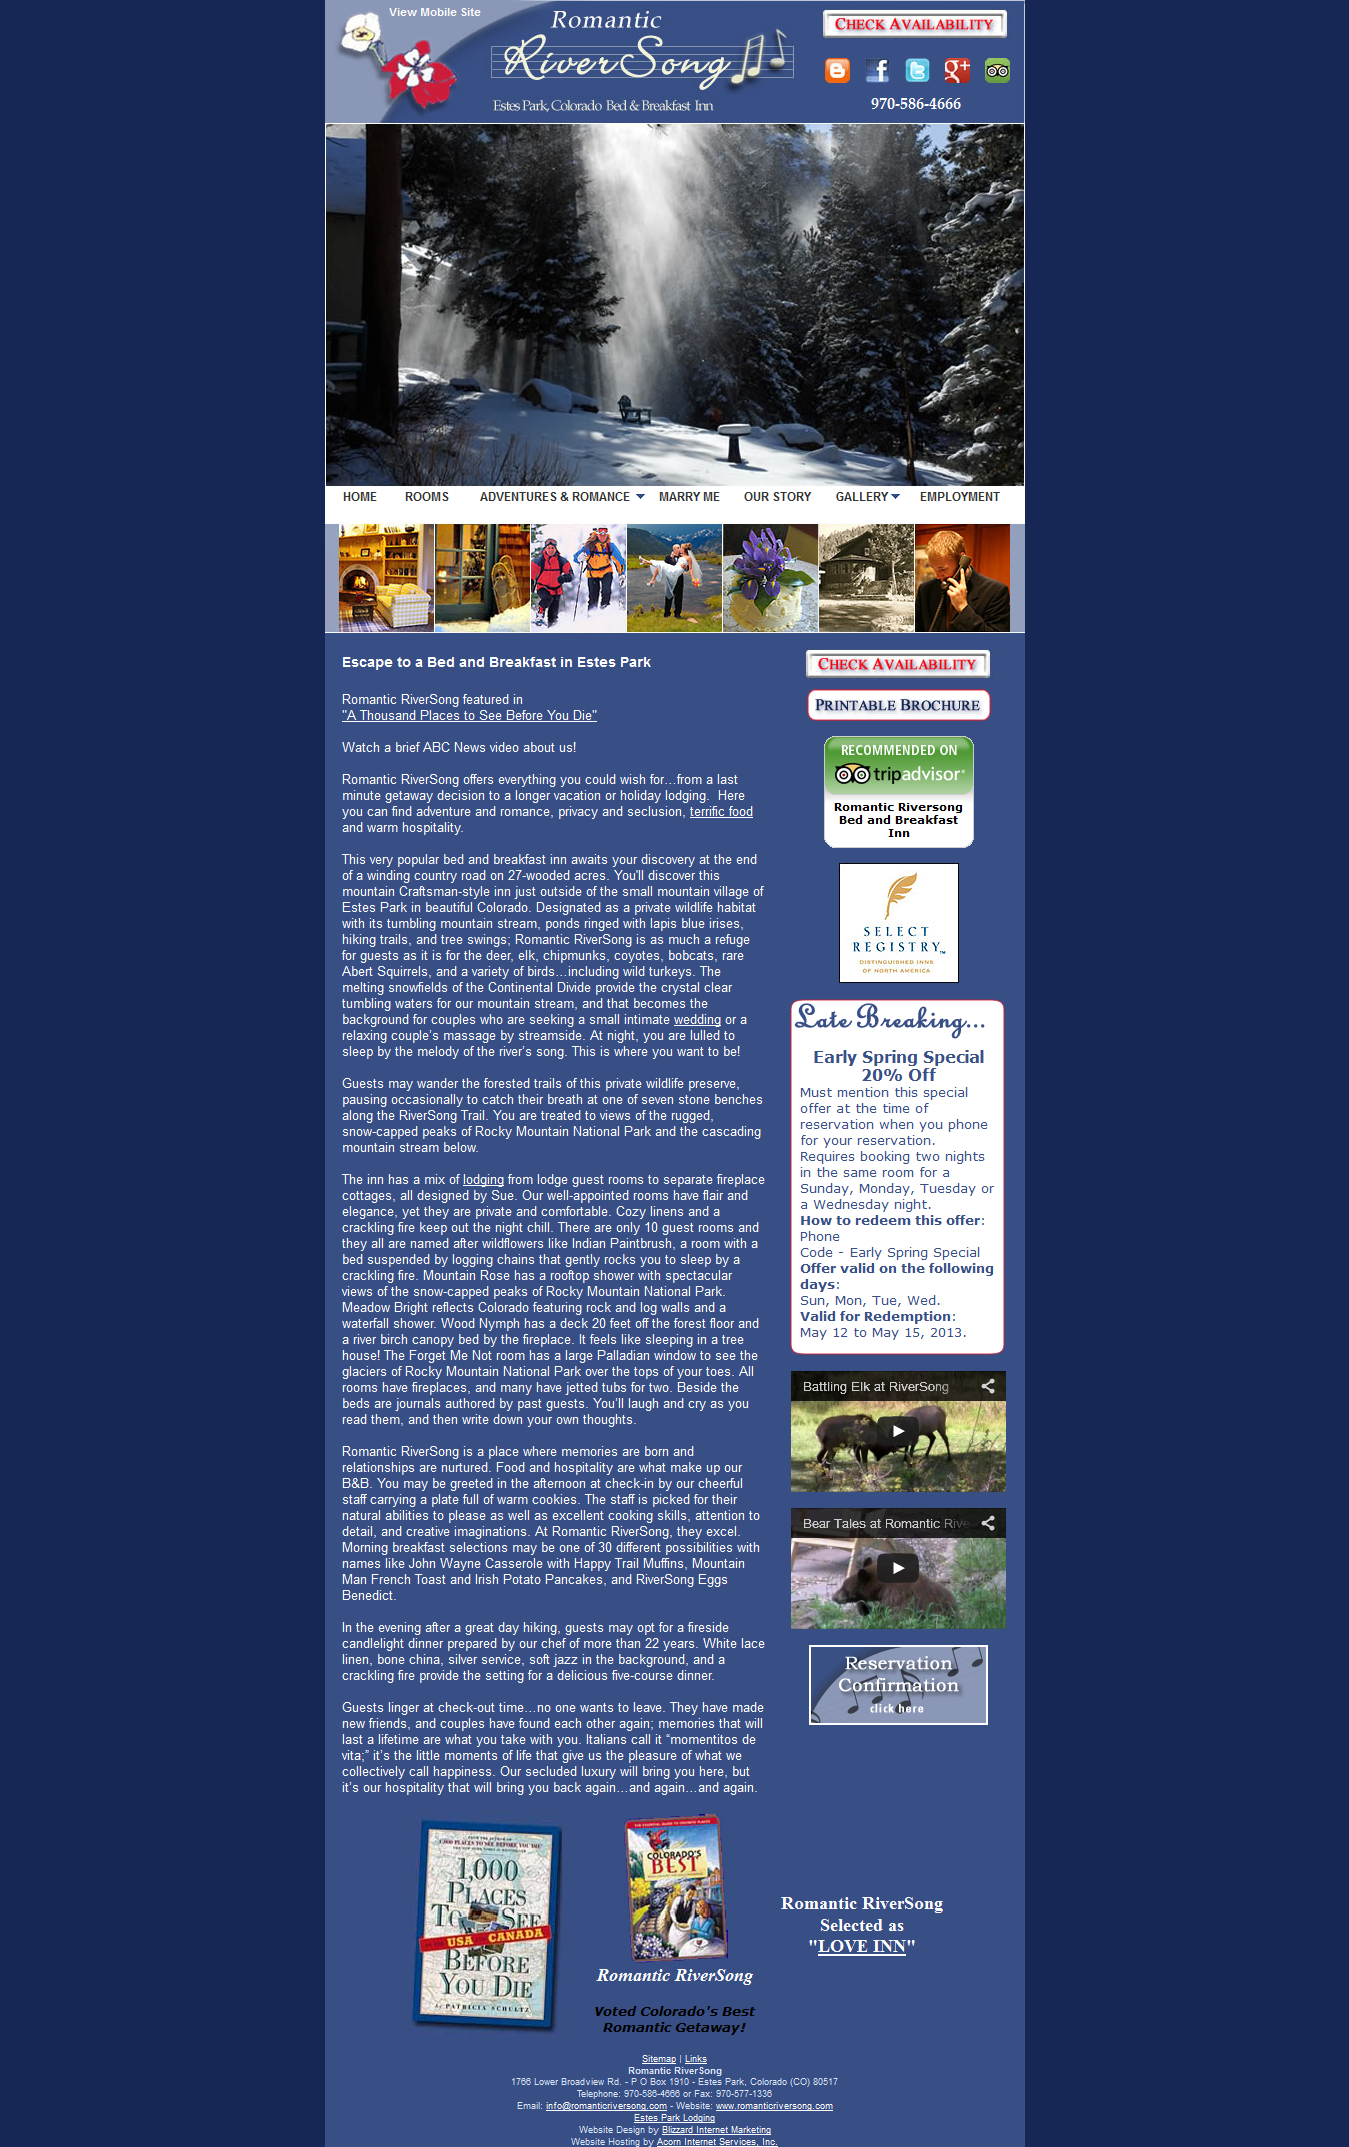 View Mobile Site
Romantic
RiverSong
Estes Park, Colorado Bed & Breakfast Inn
CHECK AVAILABILITY
970-586-4666
HOME ROOMS ADVENTURES & ROMANCE MARRY ME OUR STORY GALLERY EMPLOYMENT
Escape to a Bed and Breakfast in Estes Park
Romantic RiverSong featured in
"A Thousand Places to See Before You Die"
Watch a brief ABC News video about us!
Romantic RiverSong offers everything you could wish for...from a last
minute getaway decision to a longer vacation or holiday lodging. Here
you can find adventure and romance, privacy and seclusion, terrific food
and warm hospitality.
This very popular bed and breakfast inn awaits your discovery at the end
of a winding country road on 27-wooded acres. You'll discover this
mountain Craftsman-style inn just outside of the small mountain village of
Estes Park in beautiful Colorado. Designated as a private wildlife habitat
with its tumbling mountain stream, ponds ringed with lapis blue irises,
hiking trails, and tree swings; Romantic RiverSong is as much a refuge
for guests as it is for the deer, elk, chipmunks, coyotes, bobcats, rare
Abert Squirrels, and a variety of birds...including wild turkeys. The
melting snowfields of the Continental Divide provide the crystal clear
tumbling waters for our mountain stream, and that becomes the
background for couples who are seeking a small intimate wedding or a
relaxing couple's massage by streamside. At night, you are lulled to
sleep by the melody of the river's song. This is where you want to be!
Guests may wander the forested trails of this private wildlife preserve,
pausing occasionally to catch their breath at one of seven stone benches
along the RiverSong Trail. You are treated to views of the rugged,
snow-capped peaks of Rocky Mountain National Park and the cascading
mountain stream below.
The inn has a mix of lodging from lodge guest rooms to separate fireplace
cottages, all designed by Sue. Our well-appointed rooms have flair and
elegance, yet they are private and comfortable. Cozy linens and a
crackling fire keep out the night chill. There are only 10 guest rooms and
they all are named after wildflowers like Indian Paintbrush, a room with a
bed suspended by logging chains that gently rocks you to sleep by a
crackling fire. Mountain Rose has a rooftop shower with spectacular
views of the snow-capped peaks of Rocky Mountain National Park.
Meadow Bright reflects Colorado featuring rock and log walls and a
waterfall shower. Wood Nymph has a deck 20 feet off the forest floor and
a river birch canopy bed by the fireplace. It feels like sleeping in a tree
house! The Forget Me Not room has a large Palladian window to see the
glaciers of Rocky Mountain National Park over the tops of your toes. All
rooms have fireplaces, and many have jetted tubs for two. Beside the
beds are journals authored by past guests. You'll laugh and cry as you
read them, and then write down your own thoughts.
Romantic RiverSong is a place where memories are born and
relationships are nurtured. Food and hospitality are what make up our
B&B. You may be greeted in the afternoon at check-in by our cheerful
staff carrying a plate full of warm cookies. The staff is picked for their
natural abilities to please as well as excellent cooking skills, attention to
detail, and creative imaginations. At Romantic RiverSong, they excel.
Morning breakfast selections may be one of 30 different possibilities with
names like John Wayne Casserole with Happy Trail Muffins, Mountain
Man French Toast and Irish Potato Pancakes, and RiverSong Eggs
Benedict.
In the evening after a great day hiking, guests may opt for a fireside
candlelight dinner prepared by our chef of more than 22 years. White lace
linen, bone china, silver service, soft jazz in the background, and a
crackling fire provide the setting for a delicious five-course dinner.
Guests linger at check-out time...no one wants to leave. They have made
new friends, and couples have found each other again; memories that will
last a lifetime are what you take with you. Italians call it “momentitos de
vita;” it's the little moments of life that give us the pleasure of what we
collectively call happiness. Our secluded luxury will bring you here, but
it's our hospitality that will bring you back again...and again...and again.
CHECK AVAILABILITY
PRINTABLE BROCHURE
RECOMMENDED ON
tripadvisor
Romantic Riversong
Bed and Breakfast
Inn
SELECT
REGISTRY™
DISTINGUISHED INNS
OF NORTH AMERICA
Late Breaking...
Early Spring Special
20% Off
Must mention this special
offer at the time of
reservation when you phone
for your reservation.
Requires booking two nights
in the same room for a
Sunday, Monday, Tuesday or
a Wednesday night.
How to redeem this offer:
Phone
Code - Early Spring Special
Offer valid on the following
days:
Sun, Mon, Tue, Wed.
Valid for Redemption:
May 12 to May 15, 2013.
Battling Elk at RiverSong
Bear Tales at Romantic Rive
Reservation
Confirmation
click here
1,000 PLACES TO SEE BEFORE YOU DIE
1,000
PLACES
TO SEE
USA CANADA
BEFORE
YOU DIE
by PATRICIA SCHULTZ
COLORADO'S
BEST
Romantic RiverSong
Voted Colorado's Best
Romantic Getaway!
Romantic RiverSong
Selected as
"LOVE INN"
Sitemap | Links
Romantic RiverSong
1766 Lower Broadview Rd. - P O Box 1910 - Estes Park, Colorado (CO) 80517
Telephone: 970-586-4666 or Fax: 970-577-1336
Email: info@romanticriversong.com - Website: www.romanticriversong.com
Estes Park Lodging
Website Design by Blizzard Internet Marketing
Website Hosting by Acorn Internet Services, Inc.